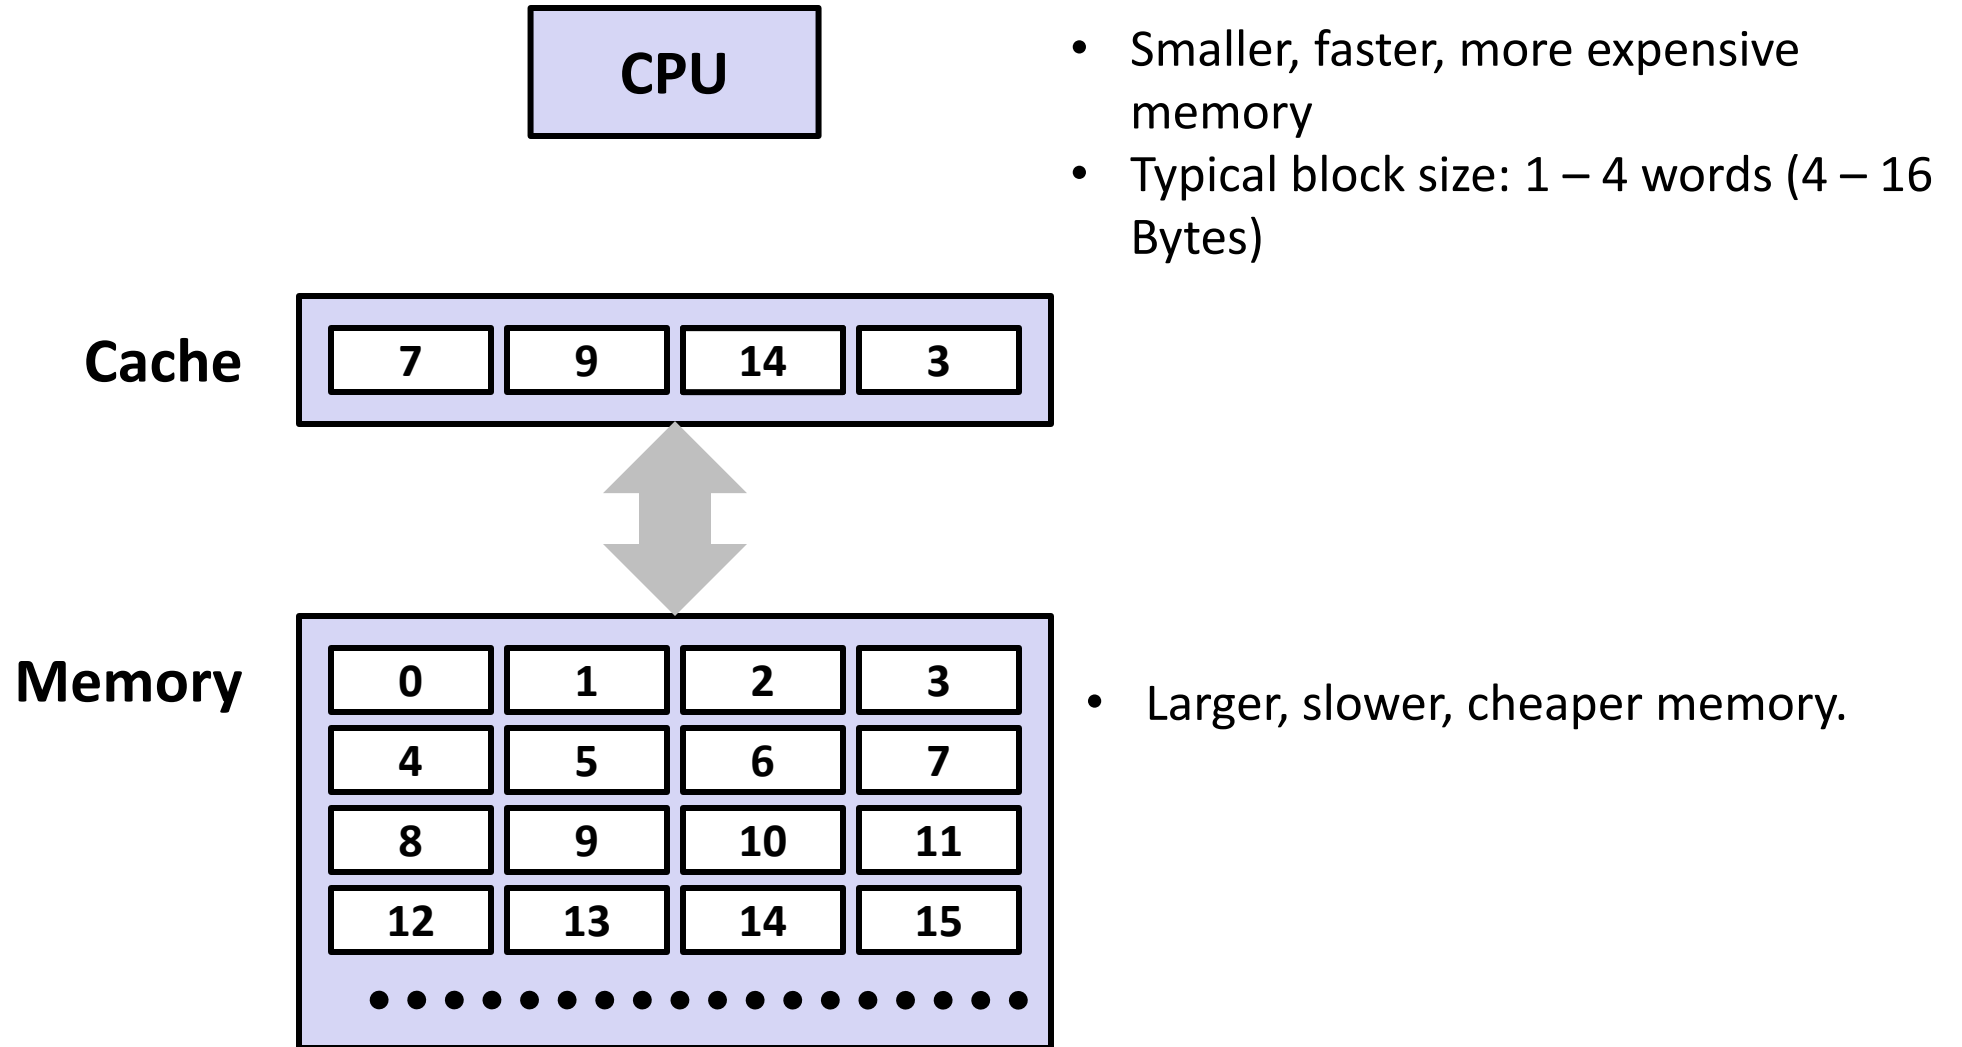 CPU
• Smaller, faster, more expensive
memory
• Typical block size: 1 – 4 words (4 – 16
Bytes)
Cache
7 9 14 3
Memory
0 1 2 3
• Larger, slower, cheaper memory.
4 5 6 7
8 9 10 11
12 13 14 15